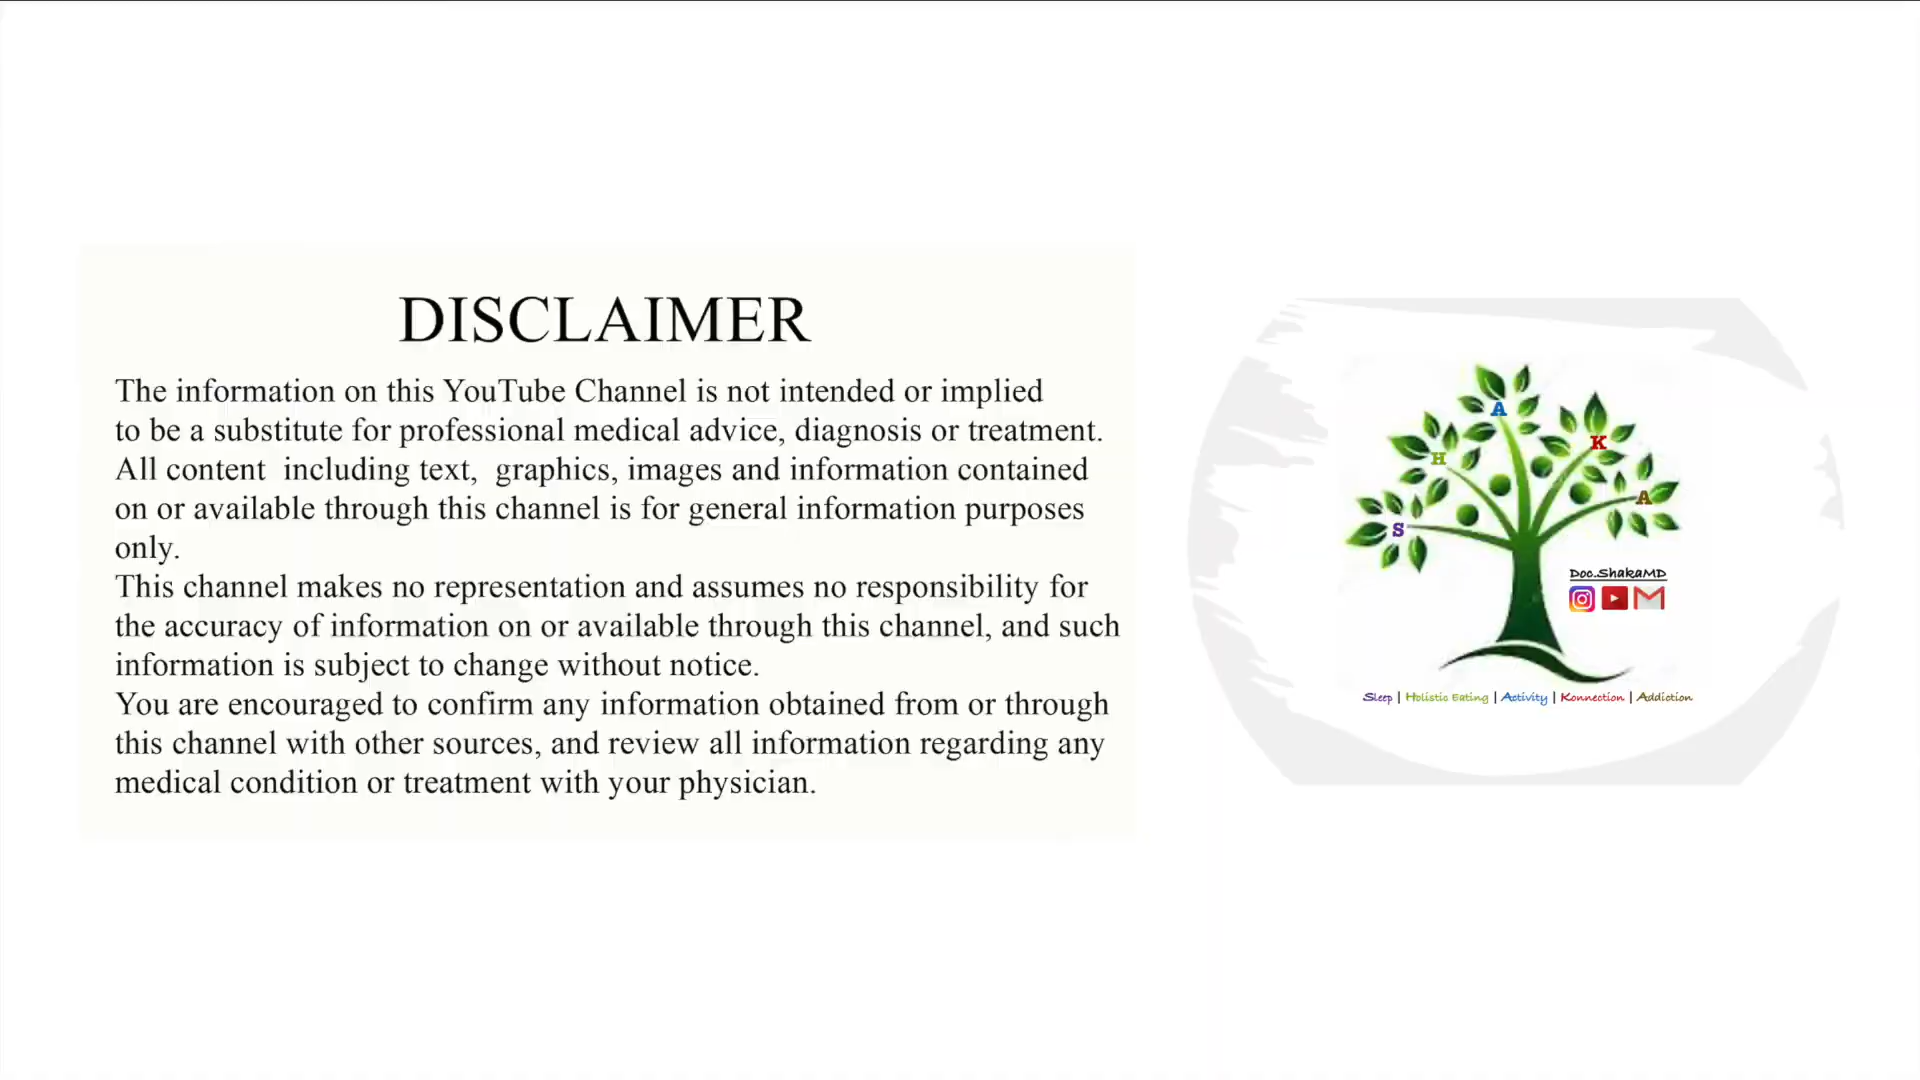 DISCLAIMER
The information on this YouTube Channel is not intended or implied
to be a substitute for professional medical advice, diagnosis or treatment.
All content  including text,  graphics, images and information contained
on or available through this channel is for general information purposes
only.
This channel makes no representation and assumes no responsibility for
the accuracy of information on or available through this channel, and such
information is subject to change without notice.
You are encouraged to confirm any information obtained from or through
this channel with other sources, and review all information regarding any
medical condition or treatment with your physician.
S
H
A
K
A
Doc.ShakaMD
Sleep | Holistic Eating | Activity | Konnection | Addiction